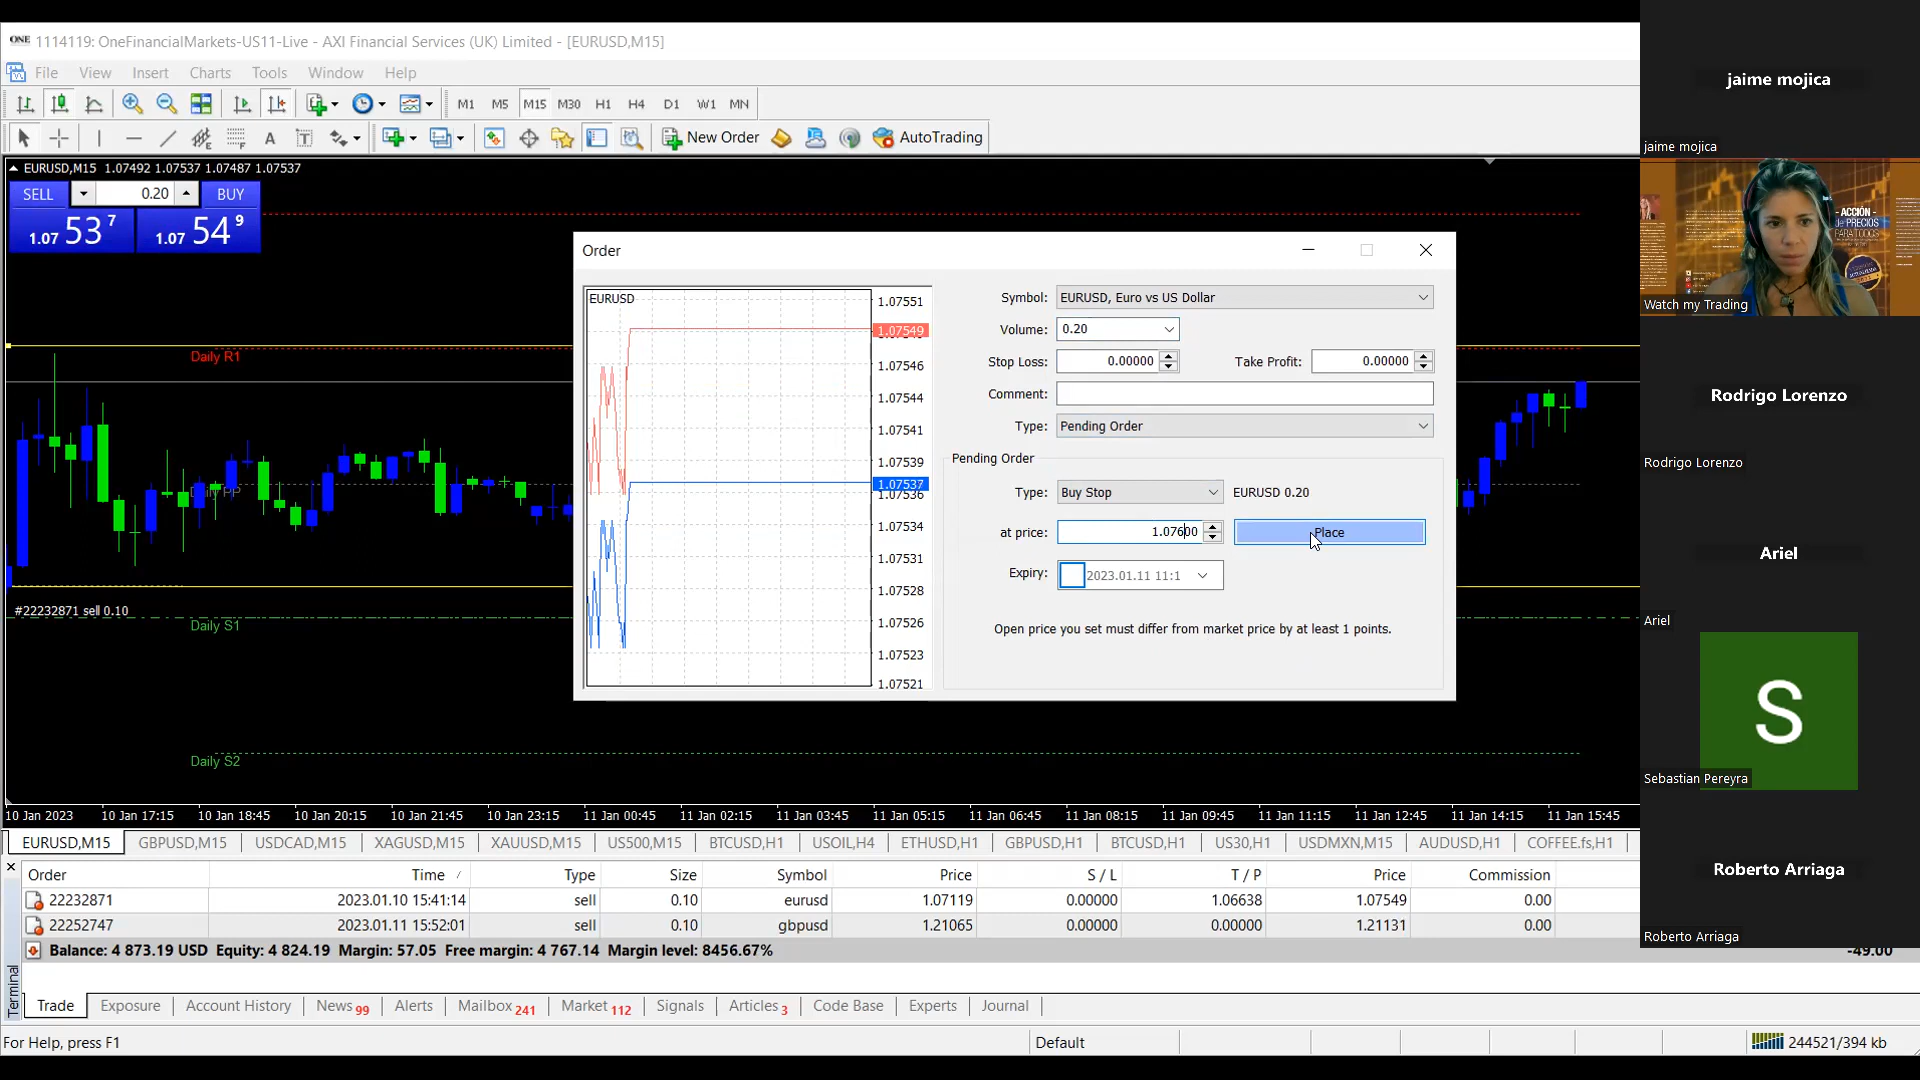 ONE 1114119: OneFinancialMarkets-US11-Live - AXI Financial Services (UK) Limited - [EURUSD,M15]
File View Insert Charts Tools Window Help
M1 M5 M15 M30 H1 H4 D1 W1 MN
A T New Order AutoTrading
EURUSD,M15 1.07492 1.07537 1.07487 1.07537
SELL 0.20 BUY
1.07 53 7 1.07 54 9
Daily R1
Daily PP
#22232871 sell 0.10
Daily S1
Daily S2
Order
EURUSD
1.07551
1.07549
1.07546
1.07544
1.07541
1.07539
1.07537
1.07536
1.07534
1.07531
1.07528
1.07526
1.07523
1.07521
Symbol: EURUSD, Euro vs US Dollar
Volume: 0.20
Stop Loss: 0.00000 Take Profit: 0.00000
Comment:
Type: Pending Order
Pending Order
Type: Buy Stop EURUSD 0.20
at price: 1.07600 Place
Expiry: 2023.01.11 11:1
Open price you set must differ from market price by at least 1 points.
10 Jan 2023 10 Jan 17:15 10 Jan 18:45 10 Jan 20:15 10 Jan 21:45 10 Jan 23:15 11 Jan 00:45 11 Jan 02:15 11 Jan 03:45 11 Jan 05:15 11 Jan 06:45 11 Jan 08:15 11 Jan 09:45 11 Jan 11:15 11 Jan 12:45 11 Jan 14:15 11 Jan 15:45
EURUSD,M15 GBPUSD,M15 USDCAD,M15 XAGUSD,M15 XAUUSD,M15 US500,M15 BTCUSD,H1 USOIL,H4 ETHUSD,H1 GBPUSD,H1 BTCUSD,H1 US30,H1 USDMXN,M15 AUDUSD,H1 COFFEE.fs,H1
Order Time / Type Size Symbol Price S / L T / P Price Commission
22232871 2023.01.10 15:41:14 sell 0.10 eurusd 1.07119 0.00000 1.06638 1.07549 0.00
22252747 2023.01.11 15:52:01 sell 0.10 gbpusd 1.21065 0.00000 0.00000 1.21131 0.00
Balance: 4 873.19 USD Equity: 4 824.19 Margin: 57.05 Free margin: 4 767.14 Margin level: 8456.67% -49.00
Terminal
Trade Exposure Account History News 99 Alerts Mailbox 241 Market 112 Signals Articles 3 Code Base Experts Journal
For Help, press F1 Default 244521/394 kb
jaime mojica
jaime mojica
-ACCIÓN-
de PRECIOS
PARA TODOS
Watch my Trading
Rodrigo Lorenzo
Rodrigo Lorenzo
Ariel
Ariel
S
Sebastian Pereyra
Roberto Arriaga
Roberto Arriaga